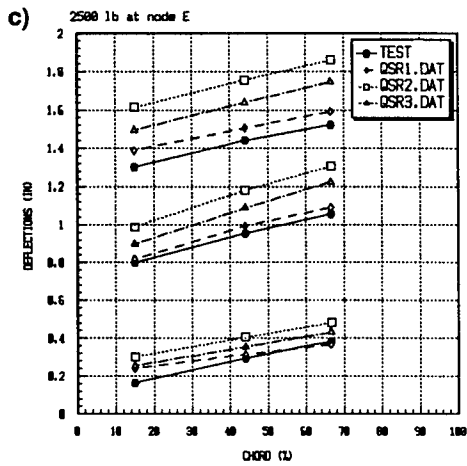 c)
2500 lb at node E
2
1.8
1.6
1.4
1.2
1
0.8
0.6
0.4
0.2
0
DEFLECTIONS (IN)
TEST
QSR1.DAT
QSR2.DAT
QSR3.DAT
0 10 20 30 40 50 60 70 80 90 100
CHORD (%)